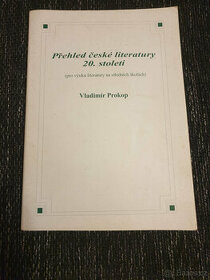 Přehled české literatury
20. století
(pro výuku literatury na středních školách)
Vladimír Prokop